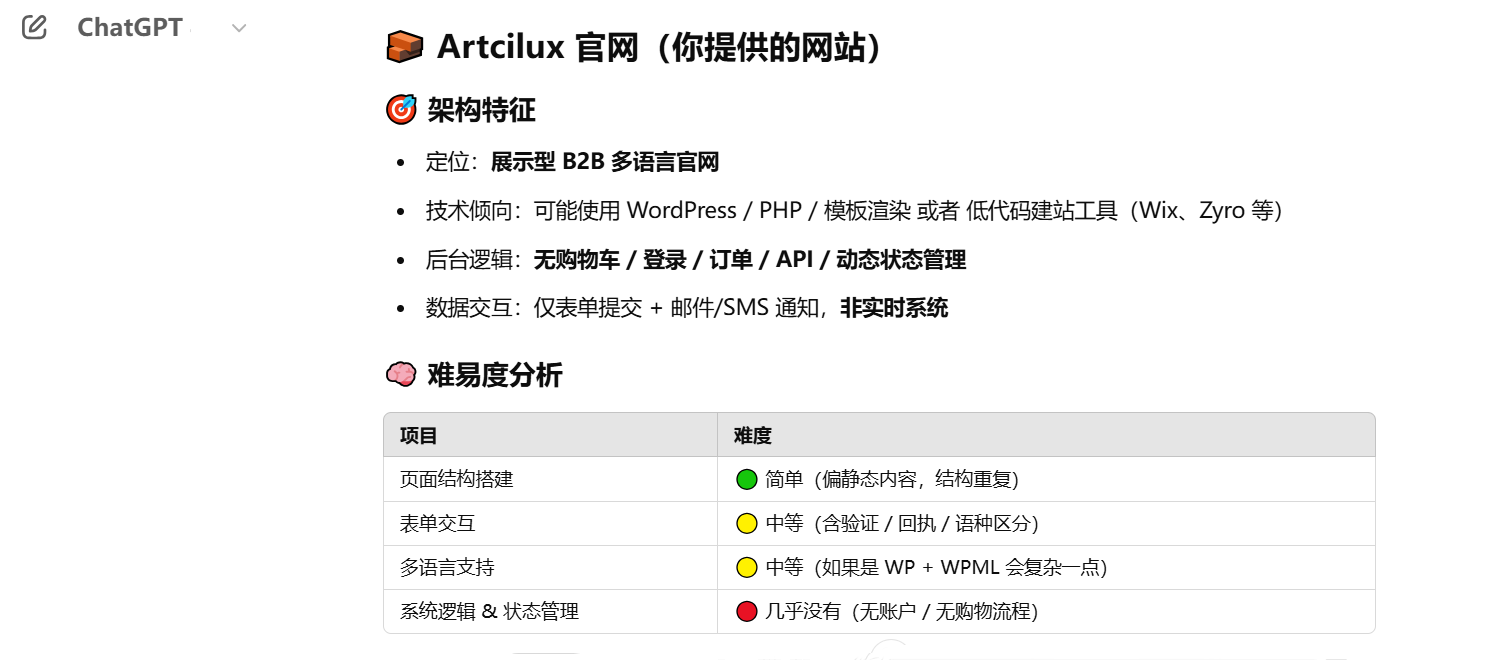 ChatGPT
Artcilux 官网（你提供的网站）
架构特征
• 定位：展示型 B2B 多语言官网
• 技术倾向：可能使用 WordPress / PHP / 模板渲染 或者 低代码建站工具（Wix、Zyro 等）
• 后台逻辑：无购物车 / 登录 / 订单 / API / 动态状态管理
• 数据交互：仅表单提交 + 邮件/SMS 通知，非实时系统
难易度分析
项目 难度
页面结构搭建 简单（偏静态内容，结构重复）
表单交互 中等（含验证 / 回执 / 语种区分）
多语言支持 中等（如果是 WP + WPML 会复杂一点）
系统逻辑 & 状态管理 几乎没有（无账户 / 无购物流程）